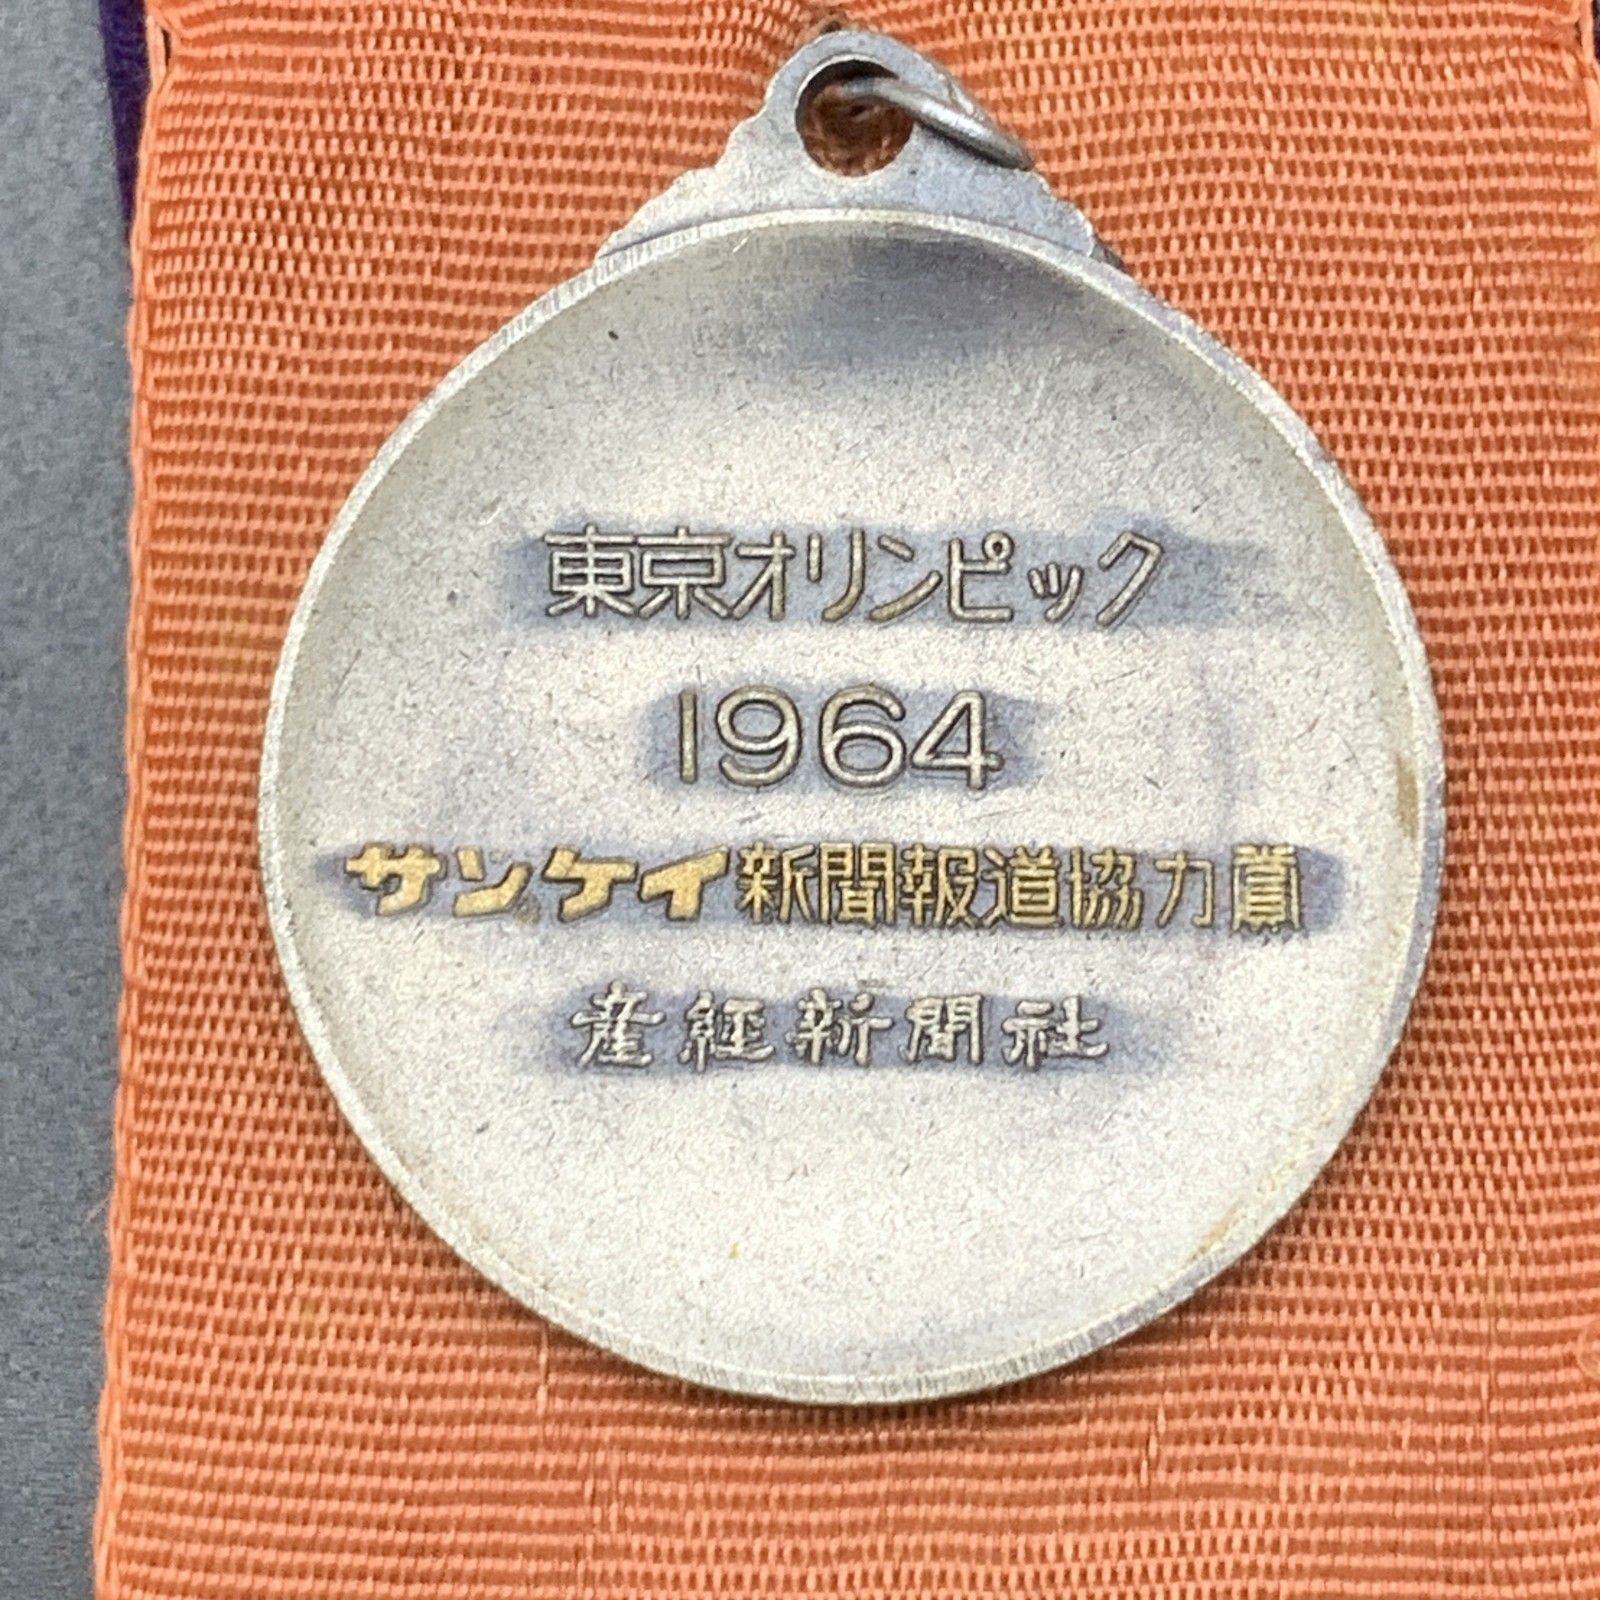 東京オリンピック
1964
サンケイ新聞報道協力賞
産経新聞社